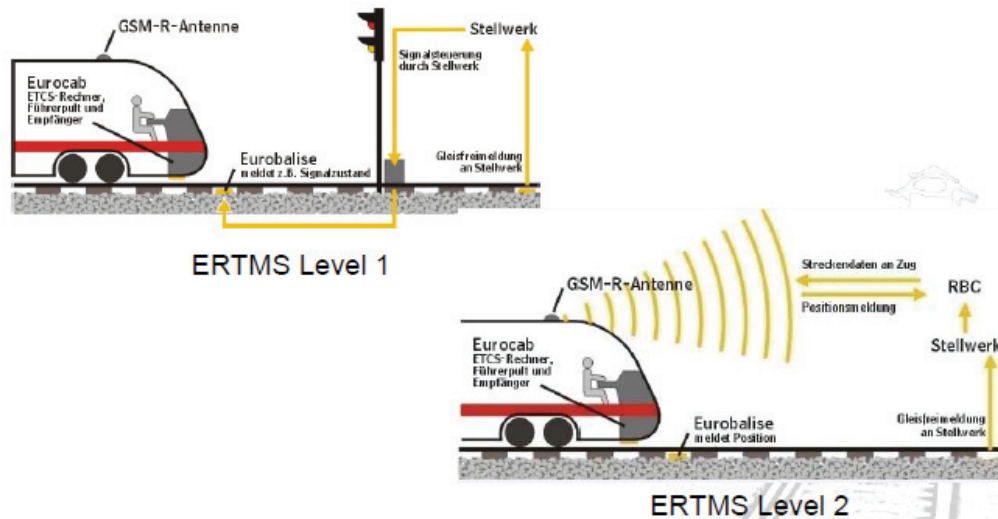 GSM-R-Antenne
Stellwerk
Signalsteuerung
durch Stellwerk
Eurocab
ETCS-Rechner,
Führerpult und
Empfänger
Eurobalise
meldet z.B. Signalzustand
Gleisfreimeldung
an Stellwerk
ERTMS Level 1
GSM-R-Antenne
Streckendaten an Zug
RBC
Positionsmeldung
Stellwerk
Eurocab
ETCS-Rechner,
Führerpult und
Empfänger
Eurobalise
meldet Position
Gleisfreimeldung
an Stellwerk
ERTMS Level 2